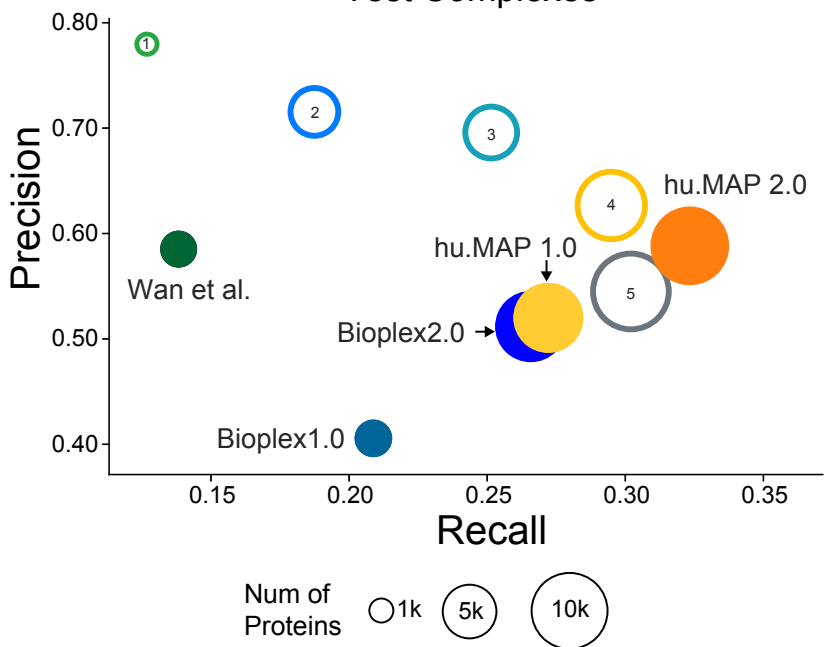 Test Complexes
0.80
0.70
0.60
0.50
0.40
Precision
1
2
3
4
5
hu.MAP 2.0
hu.MAP 1.0
Wan et al.
Bioplex2.0
Bioplex1.0
0.15
0.20
0.25
0.30
0.35
Recall
Num of
Proteins
1k
5k
10k